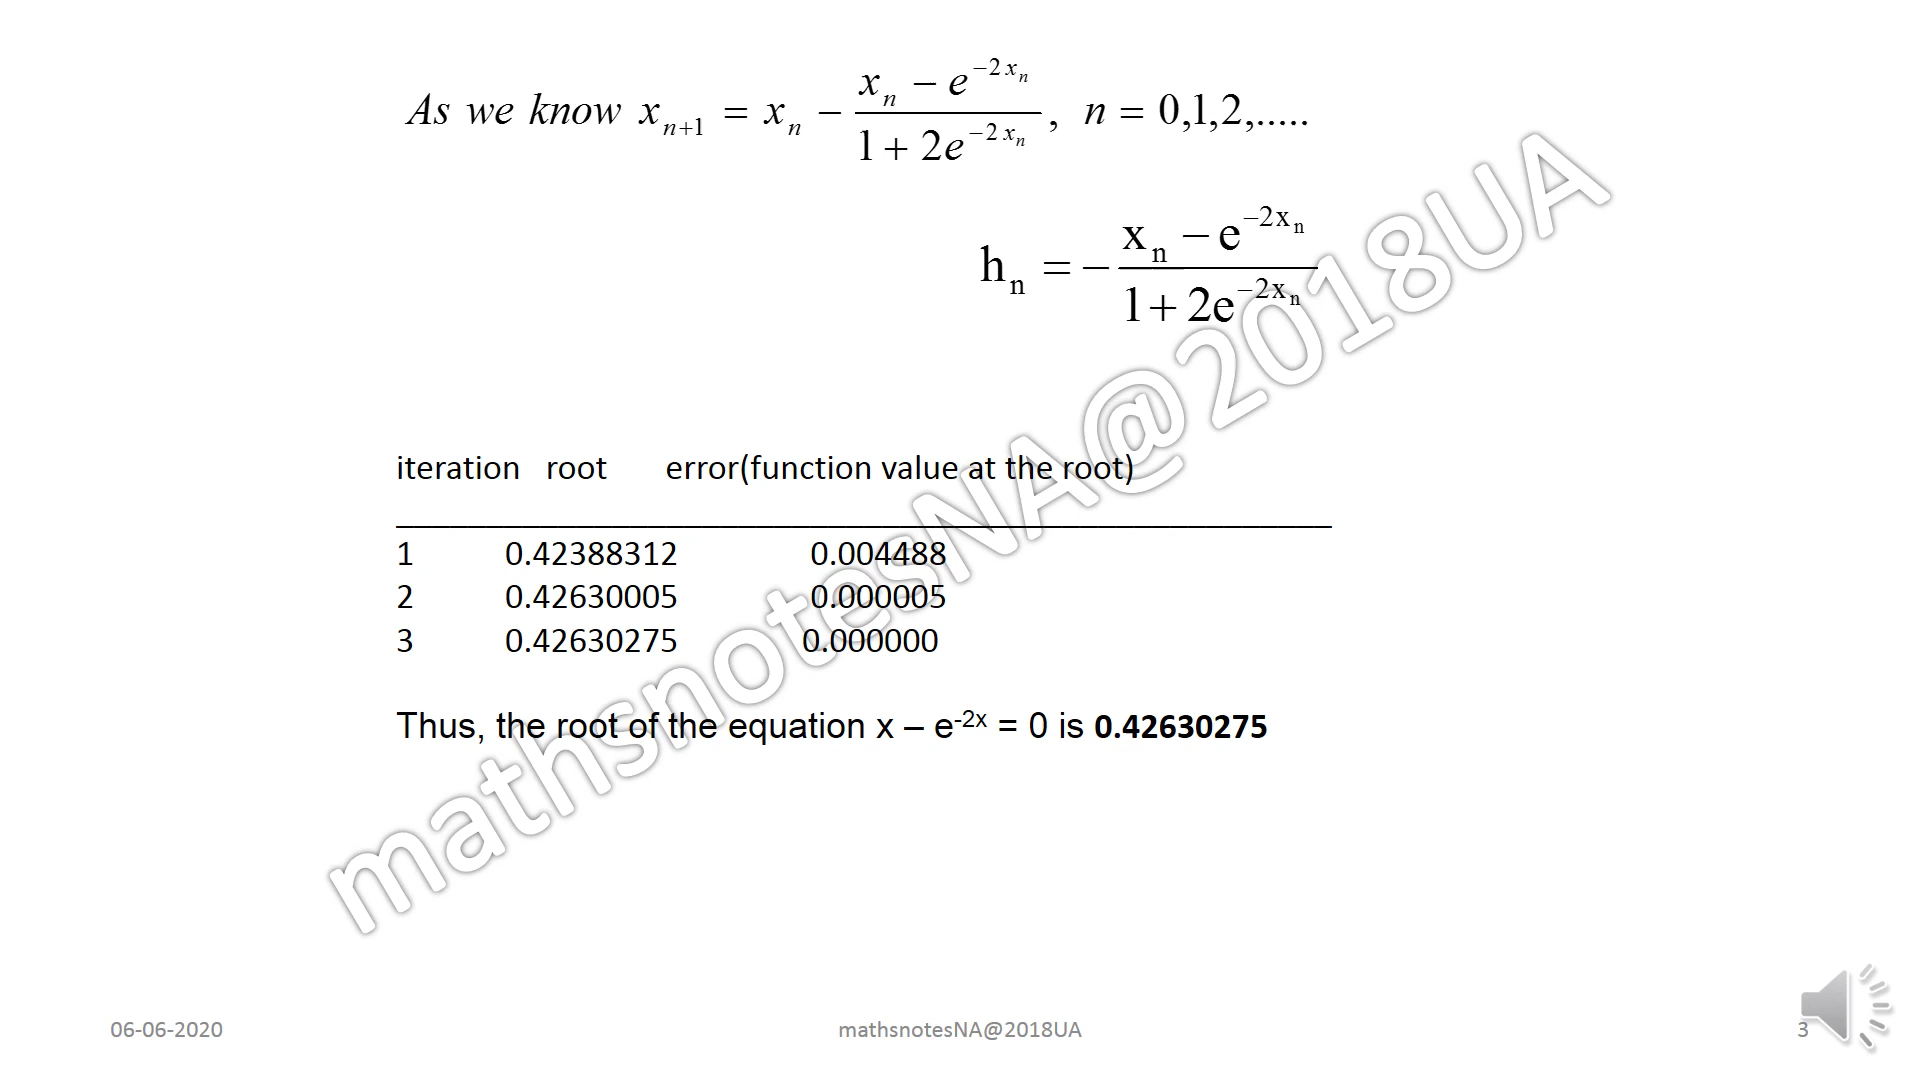 As we know x_{n+1} = x_n − \frac{x_n − e^{−2x_n}}{1 + 2e^{−2x_n}}, n = 0,1,2,.....
h_n = − \frac{x_n − e^{−2x_n}}{1 + 2e^{−2x_n}}
iteration root error(function value at the root)
1 0.42388312 0.004488
2 0.42630005 0.000005
3 0.42630275 0.000000
Thus, the root of the equation x – e^{-2x} = 0 is 0.42630275
mathsnotesNA@2018UA
06-06-2020 mathsnotesNA@2018UA 3